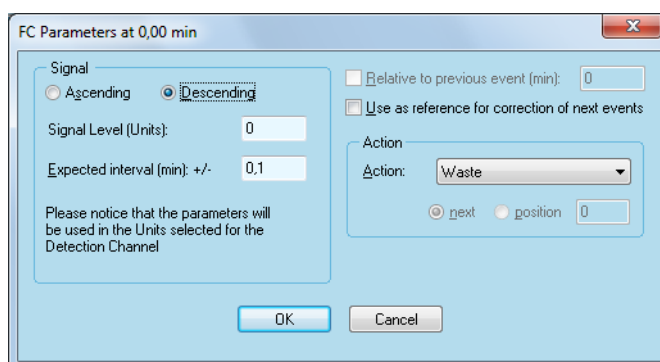 FC Parameters at 0,00 min
Signal
Ascending
Descending
Signal Level (Units):
0
Expected interval (min): +/-
0,1
Please notice that the parameters will
be used in the Units selected for the
Detection Channel
Relative to previous event (min):
0
Use as reference for correction of next events
Action
Action:
Waste
next
position
0
OK
Cancel